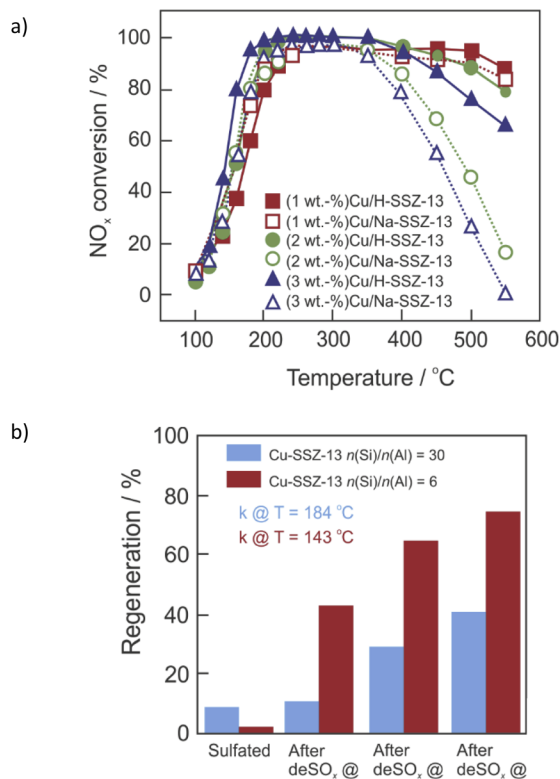 a)
NOx conversion / %
100
80
60
40
20
0
(1 wt.-%)Cu/H-SSZ-13
(1 wt.-%)Cu/Na-SSZ-13
(2 wt.-%)Cu/H-SSZ-13
(2 wt.-%)Cu/Na-SSZ-13
(3 wt.-%)Cu/H-SSZ-13
(3 wt.-%)Cu/Na-SSZ-13
100 200 300 400 500 600
Temperature / °C
b)
Regeneration / %
80
60
40
20
0
Cu-SSZ-13 n(Si)/n(Al) = 30
Cu-SSZ-13 n(Si)/n(Al) = 6
k @ T = 184 °C
k @ T = 143 °C
Sulfated
After
deSOx @
After
deSOx @
After
deSOx @